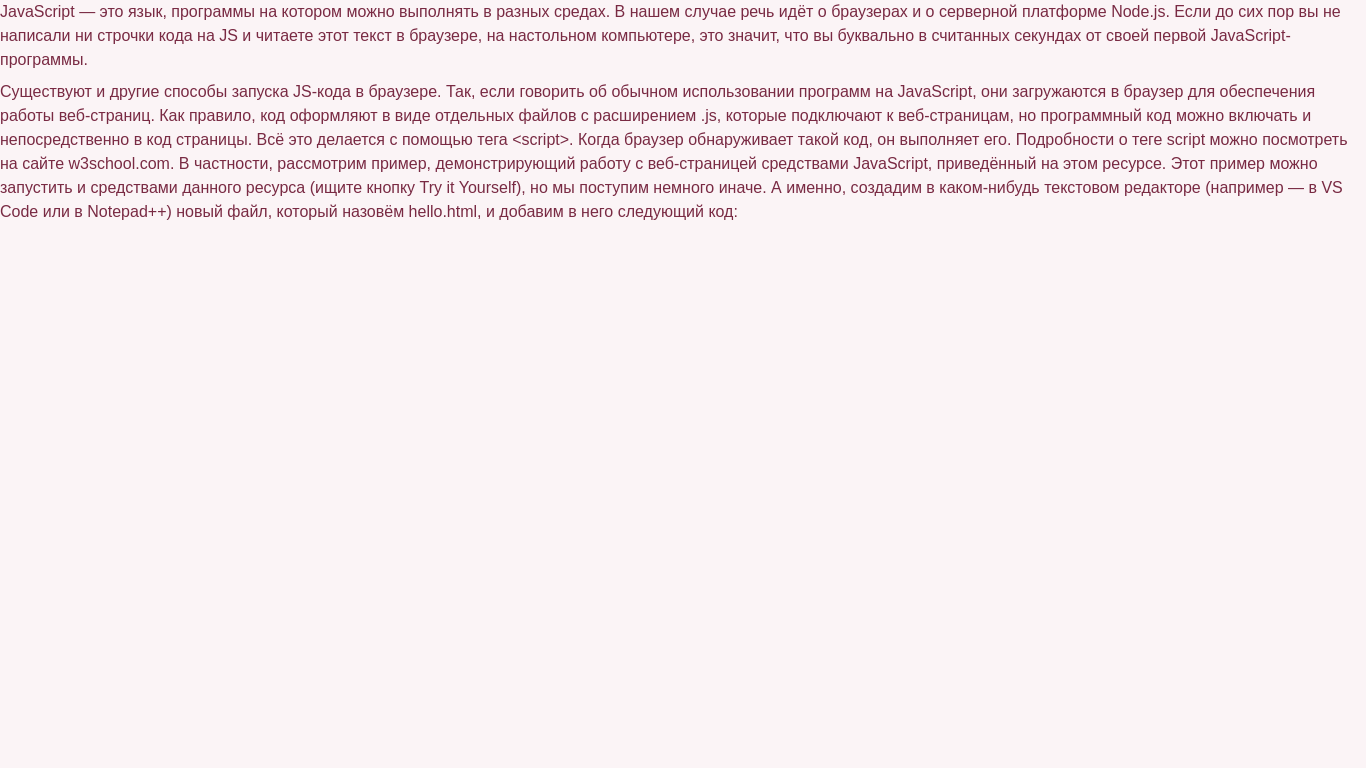 JavaScript — это язык, программы на котором можно выполнять в разных средах. В нашем случае речь идёт о браузерах и о серверной платформе Node.js. Если до сих пор вы не
написали ни строчки кода на JS и читаете этот текст в браузере, на настольном компьютере, это значит, что вы буквально в считанных секундах от своей первой JavaScript-
программы.
Существуют и другие способы запуска JS-кода в браузере. Так, если говорить об обычном использовании программ на JavaScript, они загружаются в браузер для обеспечения
работы веб-страниц. Как правило, код оформляют в виде отдельных файлов с расширением .js, которые подключают к веб-страницам, но программный код можно включать и
непосредственно в код страницы. Всё это делается с помощью тега <script>. Когда браузер обнаруживает такой код, он выполняет его. Подробности о теге script можно посмотреть
на сайте w3school.com. В частности, рассмотрим пример, демонстрирующий работу с веб-страницей средствами JavaScript, приведённый на этом ресурсе. Этот пример можно
запустить и средствами данного ресурса (ищите кнопку Try it Yourself), но мы поступим немного иначе. А именно, создадим в каком-нибудь текстовом редакторе (например — в VS
Code или в Notepad++) новый файл, который назовём hello.html, и добавим в него следующий код: